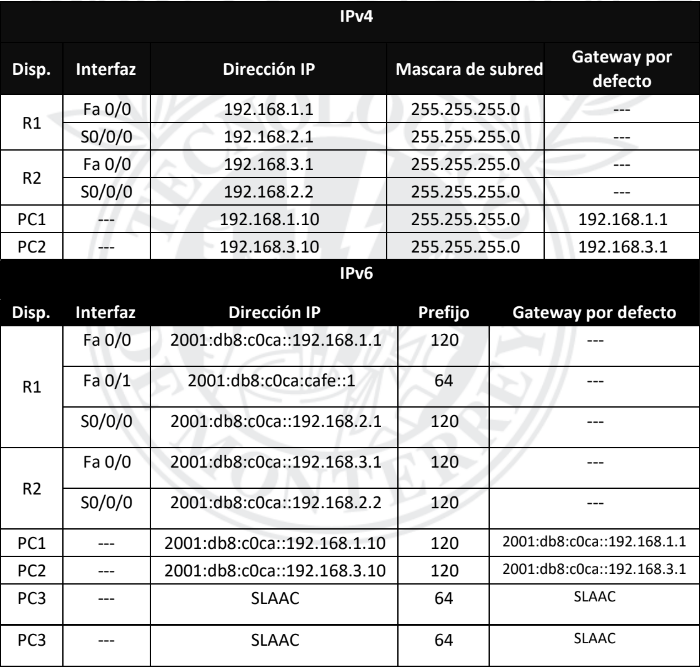 IPv4
Disp. Interfaz Dirección IP Mascara de subred Gateway por defecto
R1 Fa 0/0 192.168.1.1 255.255.255.0 ---
S0/0/0 192.168.2.1 255.255.255.0 ---
R2 Fa 0/0 192.168.3.1 255.255.255.0 ---
S0/0/0 192.168.2.2 255.255.255.0 ---
PC1 --- 192.168.1.10 255.255.255.0 192.168.1.1
PC2 --- 192.168.3.10 255.255.255.0 192.168.3.1
IPv6
Disp. Interfaz Dirección IP Prefijo Gateway por defecto
R1 Fa 0/0 2001:db8:c0ca::192.168.1.1 120 ---
Fa 0/1 2001:db8:c0ca:cafe::1 64 ---
S0/0/0 2001:db8:c0ca::192.168.2.1 120 ---
R2 Fa 0/0 2001:db8:c0ca::192.168.3.1 120 ---
S0/0/0 2001:db8:c0ca::192.168.2.2 120 ---
PC1 --- 2001:db8:c0ca::192.168.1.10 120 2001:db8:c0ca::192.168.1.1
PC2 --- 2001:db8:c0ca::192.168.3.10 120 2001:db8:c0ca::192.168.3.1
PC3 --- SLAAC 64 SLAAC
PC3 --- SLAAC 64 SLAAC
MONTERREY